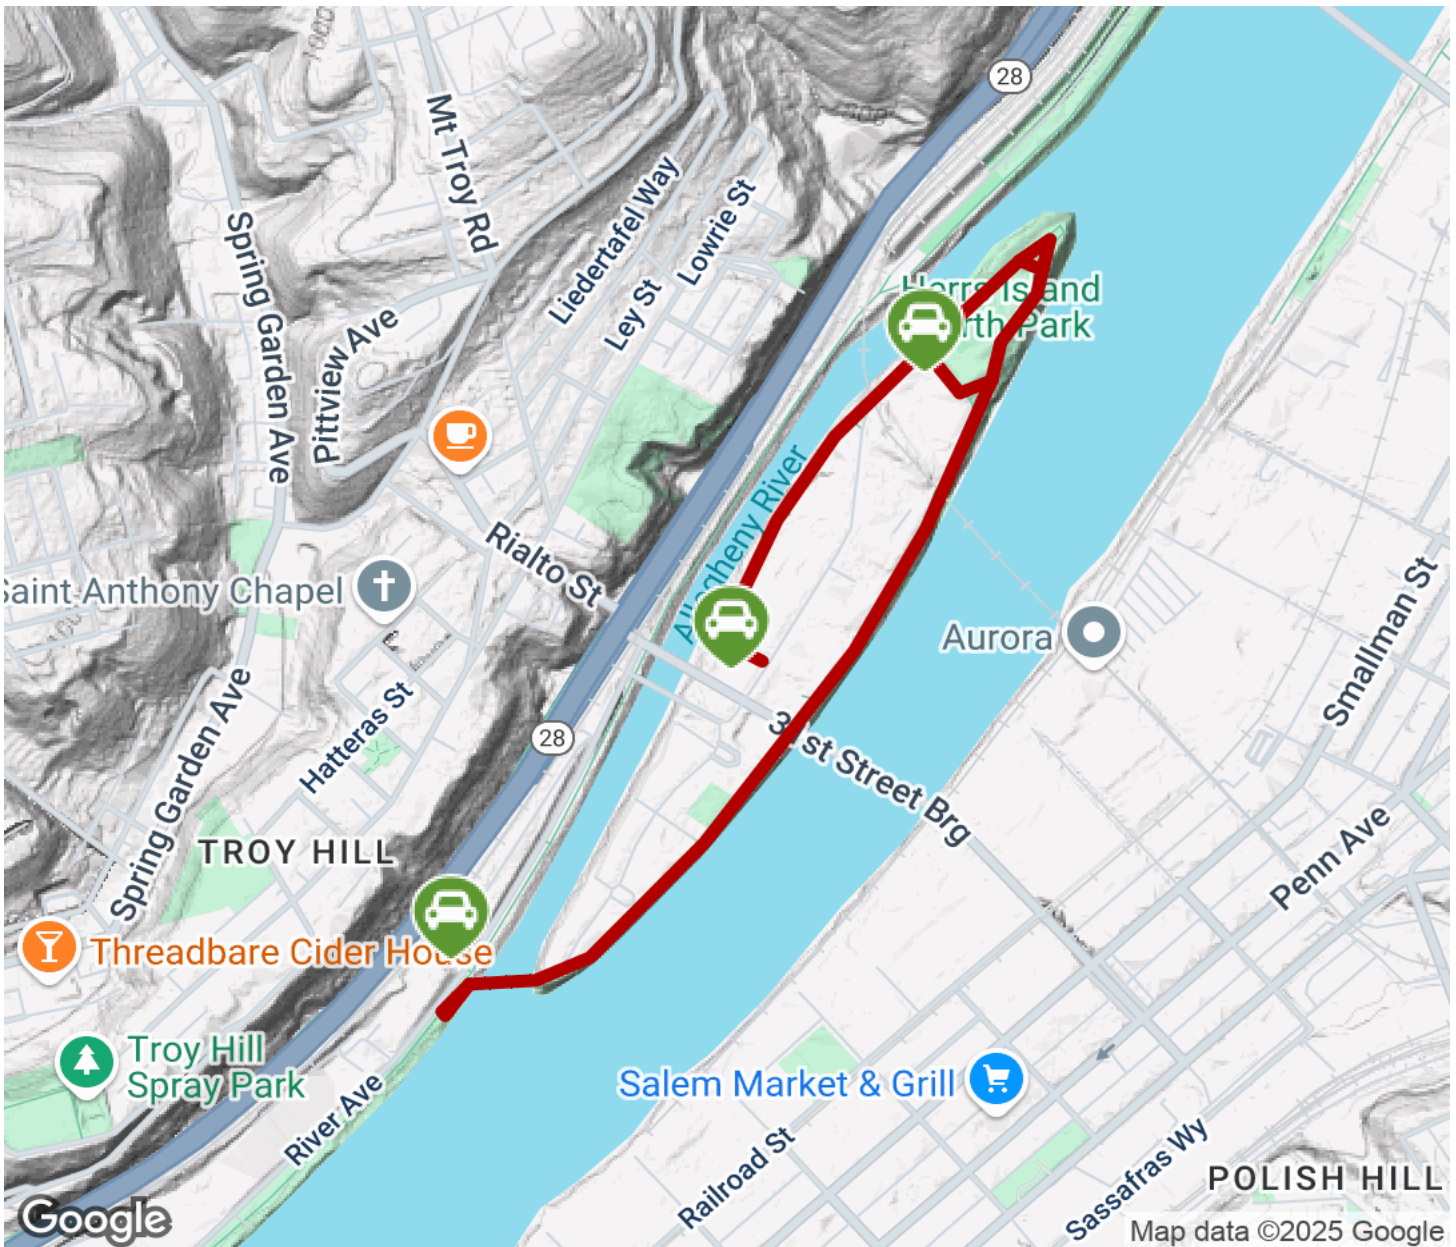 28
Mt Troy Rd
Liedertafel Way
Lowrie St
Ley St
Spring Garden Ave
Pittview Ave
Herrs Island
rth Park
Allegheny River
Rialto St
Saint Anthony Chapel
Aurora
Smallman St
Hatteras St
28
31st Street Brg
Spring Garden Ave
TROY HILL
Penn Ave
Threadbare Cider House
Troy Hill
Spray Park
Salem Market & Grill
River Ave
Railroad St
Sassafras Wy
POLISH HILL
Google
Map data ©2025 Google